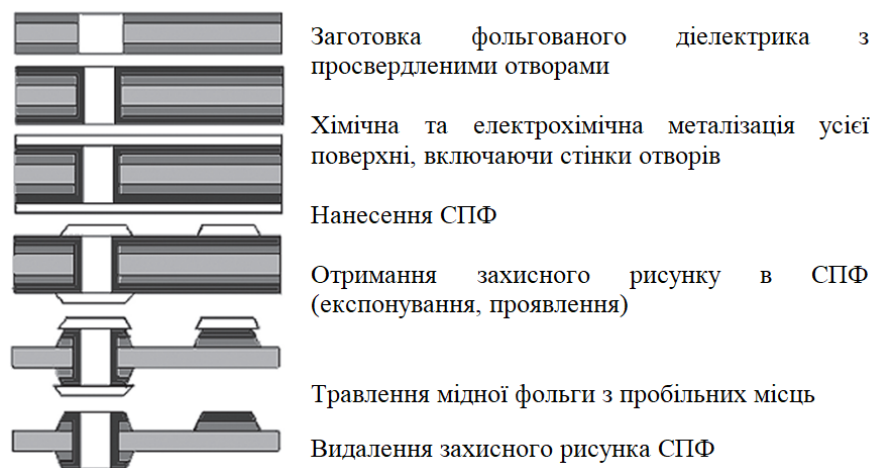 Заготовка фольгованого діелектрика з
просвердленими отворами
Хімічна та електрохімічна металізація усієї
поверхні, включаючи стінки отворів
Нанесення СПФ
Отримання захисного рисунку в СПФ
(експонування, проявлення)
Травлення мідної фольги з пробільних місць
Видалення захисного рисунка СПФ